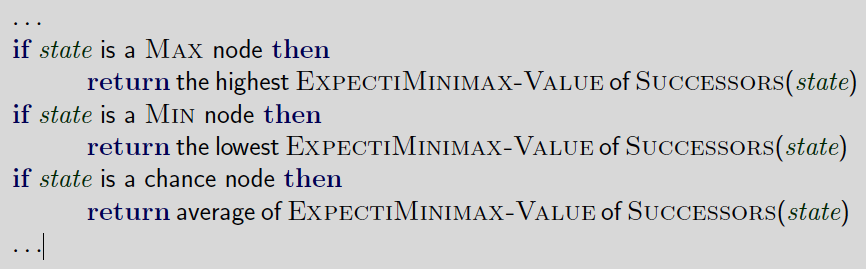 ...
if state is a Max node then
return the highest ExpectiMinimax-Value of Successors(state)
if state is a Min node then
return the lowest ExpectiMinimax-Value of Successors(state)
if state is a chance node then
return average of ExpectiMinimax-Value of Successors(state)
...